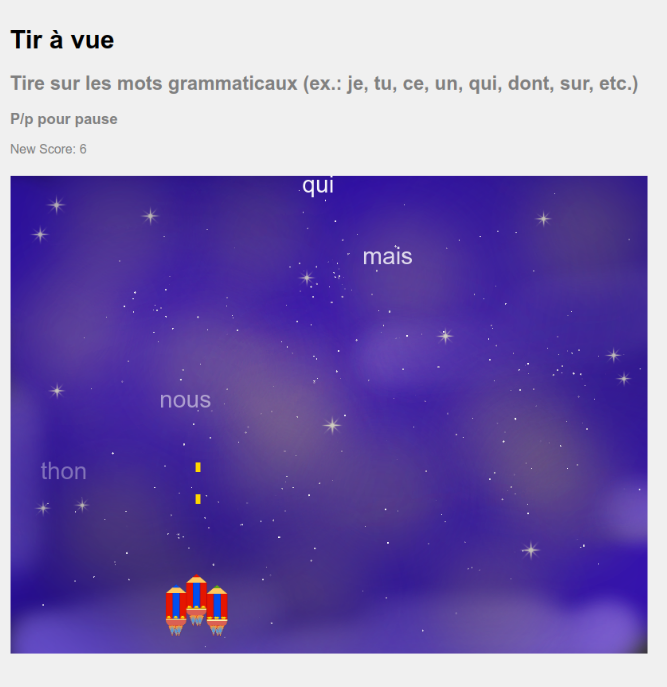 Tir à vue
Tire sur les mots grammaticaux (ex.: je, tu, ce, un, qui, dont, sur, etc.)
P/p pour pause
New Score: 6
qui
mais
nous
thon